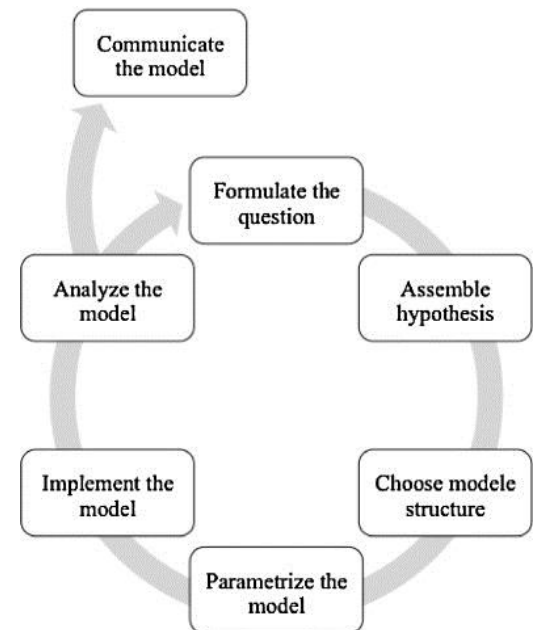 Communicate
the model
Formulate the
question
Assemble
hypothesis
Choose modele
structure
Parametrize the
model
Implement the
model
Analyze the
model